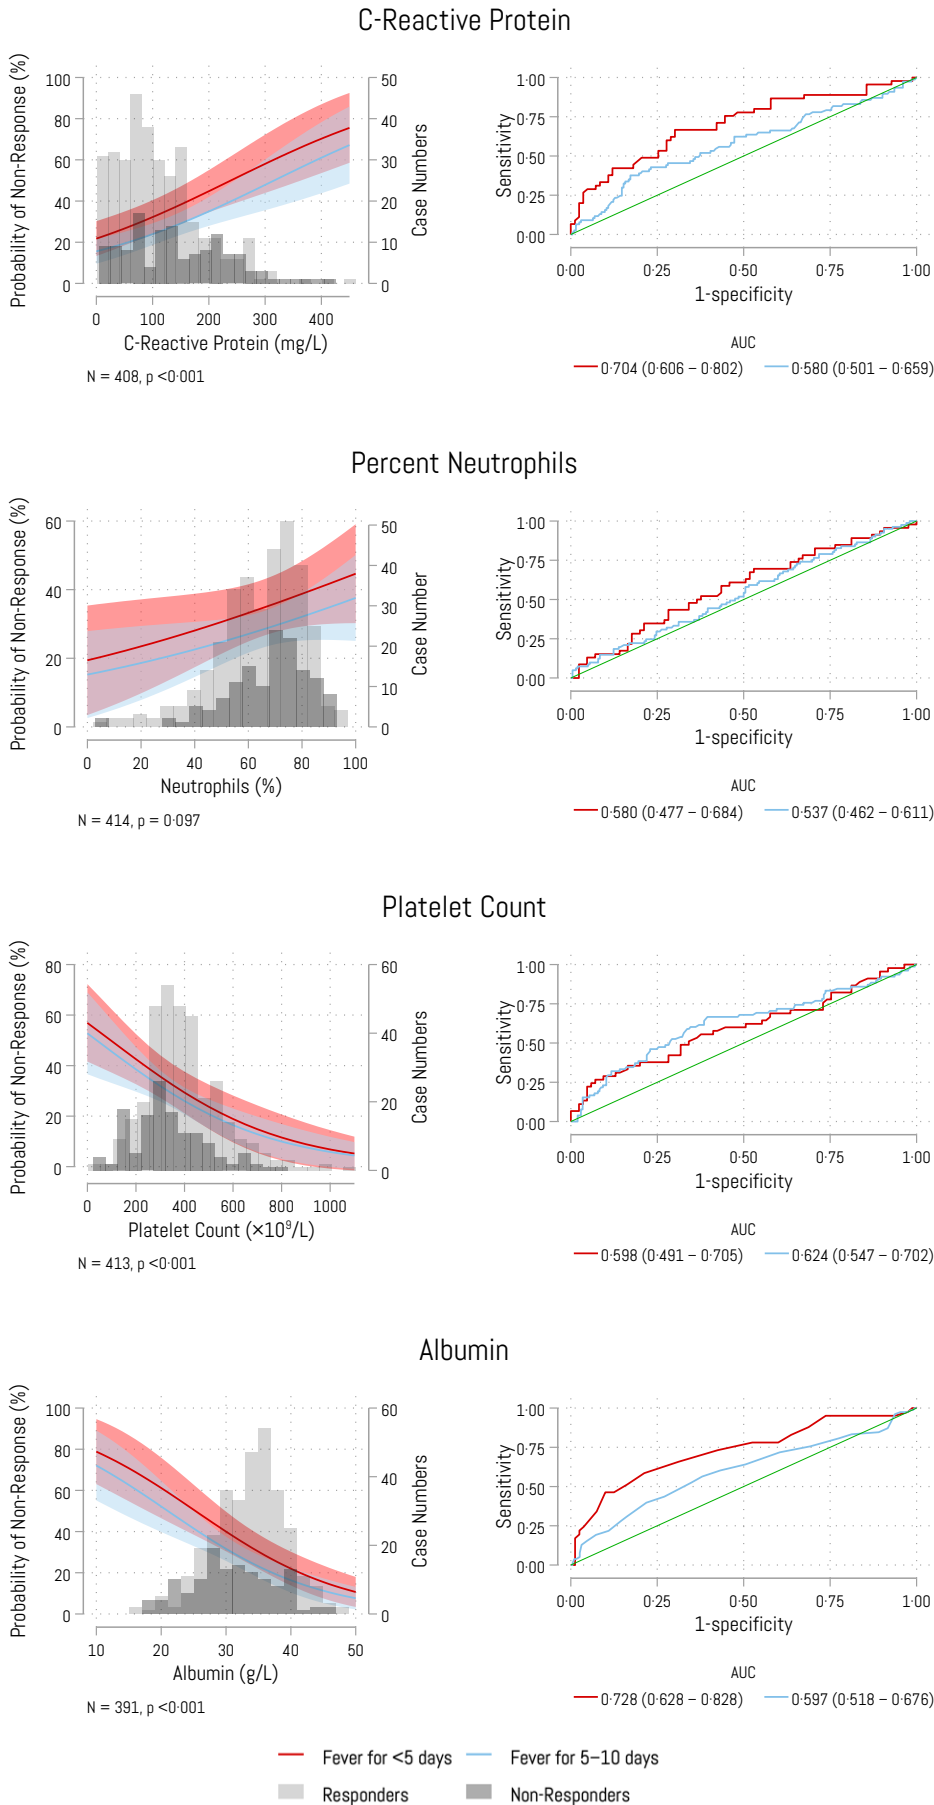 C-Reactive Protein
Probability of Non-Response (%)
100
80
60
40
20
0
50
40
30
20
10
0
Case Numbers
0 100 200 300 400
C-Reactive Protein (mg/L)
N = 408, p <0·001
Sensitivity
1·00
0·75
0·50
0·25
0·00
0·00 0·25 0·50 0·75 1·00
1-specificity
AUC
0·704 (0·606 – 0·802) 0·580 (0·501 – 0·659)
Percent Neutrophils
Probability of Non-Response (%)
60
40
20
0
50
40
30
20
10
0
Case Number
0 20 40 60 80 100
Neutrophils (%)
N = 414, p = 0·097
Sensitivity
1·00
0·75
0·50
0·25
0·00
0·00 0·25 0·50 0·75 1·00
1-specificity
AUC
0·580 (0·477 – 0·684) 0·537 (0·462 – 0·611)
Platelet Count
Probability of Non-Response (%)
80
60
40
20
0
60
40
20
0
Case Numbers
0 200 400 600 800 1000
Platelet Count (×10⁹/L)
N = 413, p <0·001
Sensitivity
1·00
0·75
0·50
0·25
0·00
0·00 0·25 0·50 0·75 1·00
1-specificity
AUC
0·598 (0·491 – 0·705) 0·624 (0·547 – 0·702)
Albumin
Probability of Non-Response (%)
100
80
60
40
20
0
60
40
20
0
Case Numbers
10 20 30 40 50
Albumin (g/L)
N = 391, p <0·001
Sensitivity
1·00
0·75
0·50
0·25
0·00
0·00 0·25 0·50 0·75 1·00
1-specificity
AUC
0·728 (0·628 – 0·828) 0·597 (0·518 – 0·676)
Fever for <5 days Fever for 5–10 days
Responders Non-Responders